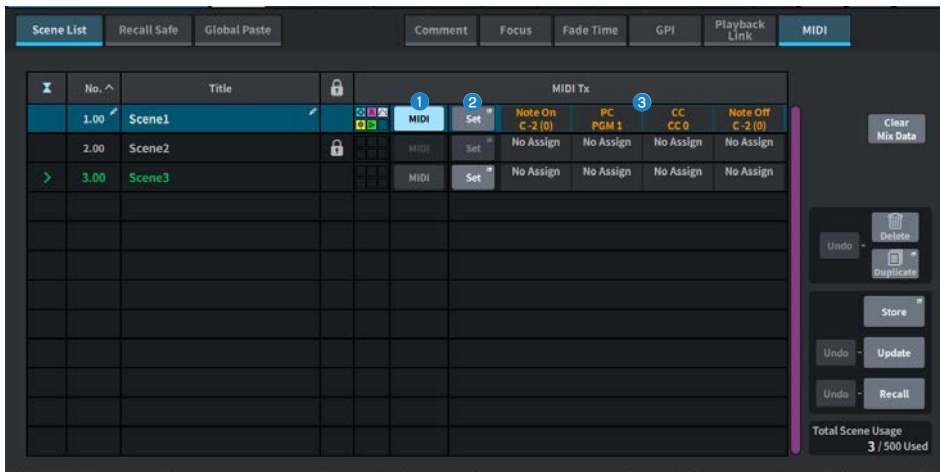 Scene List
Recall Safe
Global Paste
Comment
Focus
Fade Time
GPI
Playback
Link
MIDI
No.
Title
MIDI Tx
1
2
3
1.00
Scene1
MIDI
Set
Note On
C -2 (0)
PC
PGM 1
CC
CC 0
Note Off
C -2 (0)
2.00
Scene2
MIDI
Set
No Assign
No Assign
No Assign
No Assign
3.00
Scene3
MIDI
Set
No Assign
No Assign
No Assign
No Assign
Clear
Mix Data
Undo
Delete
Duplicate
Store
Undo
Update
Undo
Recall
Total Scene Usage
3 / 500 Used